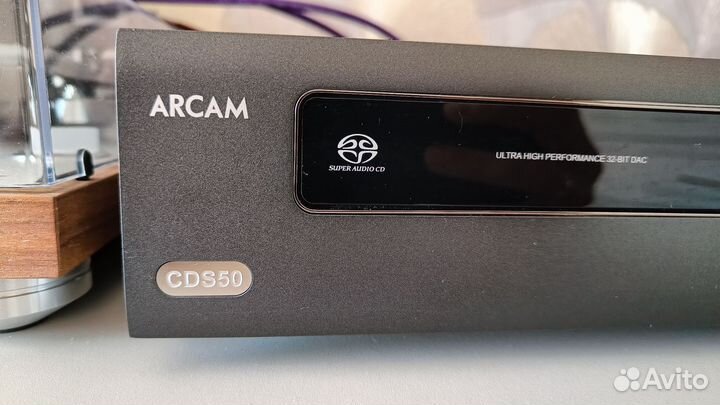 ARCAM
SUPER AUDIO CD
ULTRA HIGH PERFORMANCE 32-BIT DAC
CDS50
Avito